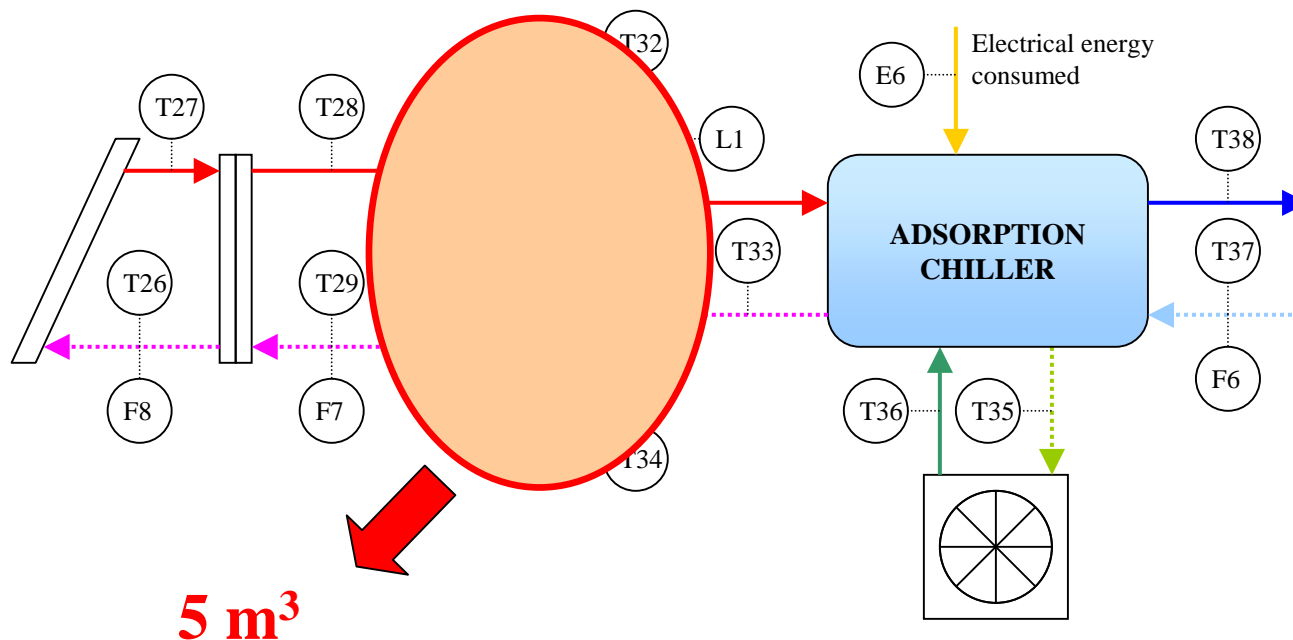 T32
Electrical energy
consumed
E6
T27
T28
L1
T38
ADSORPTION
CHILLER
T33
T37
T26
T29
F8
F7
T36
T35
F6
T34
5 m³